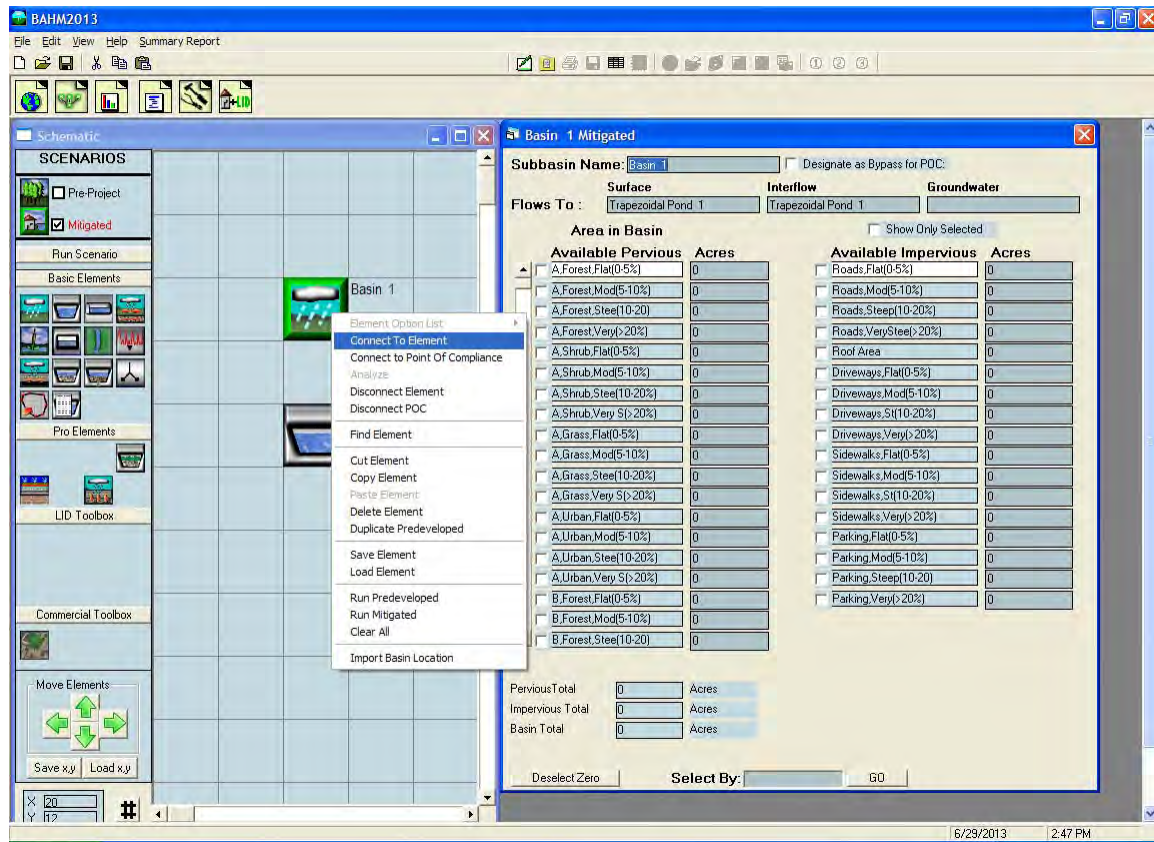 BAHM2013
File Edit View Help Summary Report
Schematic
SCENARIOS
Pre-Project
Mitigated
Run Scenario
Basic Elements
Pro Elements
LID Toolbox
Commercial Toolbox
Move Elements
Save x,y Load x,y
X 20
Y 12
#
+LID
Basin 1
Element Option List
Connect To Element
Connect to Point Of Compliance
Analyze
Disconnect Element
Disconnect POC
Find Element
Cut Element
Copy Element
Paste Element
Delete Element
Duplicate Predeveloped
Save Element
Load Element
Run Predeveloped
Run Mitigated
Clear All
Import Basin Location
Basin 1 Mitigated
Subbasin Name: Basin 1 Designate as Bypass for POC:
Surface Interflow Groundwater
Flows To : Trapezoidal Pond 1 Trapezoidal Pond 1
Area in Basin Show Only Selected
Available Pervious Acres Available Impervious Acres
A,Forest,Flat(0-5%) 0 Roads,Flat(0-5%) 0
A,Forest,Mod(5-10%) 0 Roads,Mod(5-10%) 0
A,Forest,Stee(10-20) 0 Roads,Steep(10-20%) 0
A,Forest,Very(>20%) 0 Roads,VeryStee(>20%) 0
A,Shrub,Flat(0-5%) 0 Roof Area 0
A,Shrub,Mod(5-10%) 0 Driveways,Flat(0-5%) 0
A,Shrub,Stee(10-20%) 0 Driveways,Mod(5-10%) 0
A,Shrub,Very S(>20%) 0 Driveways,St(10-20%) 0
A,Grass,Flat(0-5%) 0 Driveways,Very(>20%) 0
A,Grass,Mod(5-10%) 0 Sidewalks,Flat(0-5%) 0
A,Grass,Stee(10-20%) 0 Sidewalks,Mod(5-10%) 0
A,Grass,Very S(>20%) 0 Sidewalks,St(10-20%) 0
A,Urban,Flat(0-5%) 0 Sidewalks,Very(>20%) 0
A,Urban,Mod(5-10%) 0 Parking,Flat(0-5%) 0
A,Urban,Stee(10-20%) 0 Parking,Mod(5-10%) 0
A,Urban,Very S(>20%) 0 Parking,Steep(10-20) 0
B,Forest,Flat(0-5%) 0 Parking,Very(>20%) 0
B,Forest,Mod(5-10%) 0
B,Forest,Stee(10-20) 0
PerviousTotal 0 Acres
Impervious Total 0 Acres
Basin Total 0 Acres
Deselect Zero Select By: GO
6/29/2013 2:47 PM